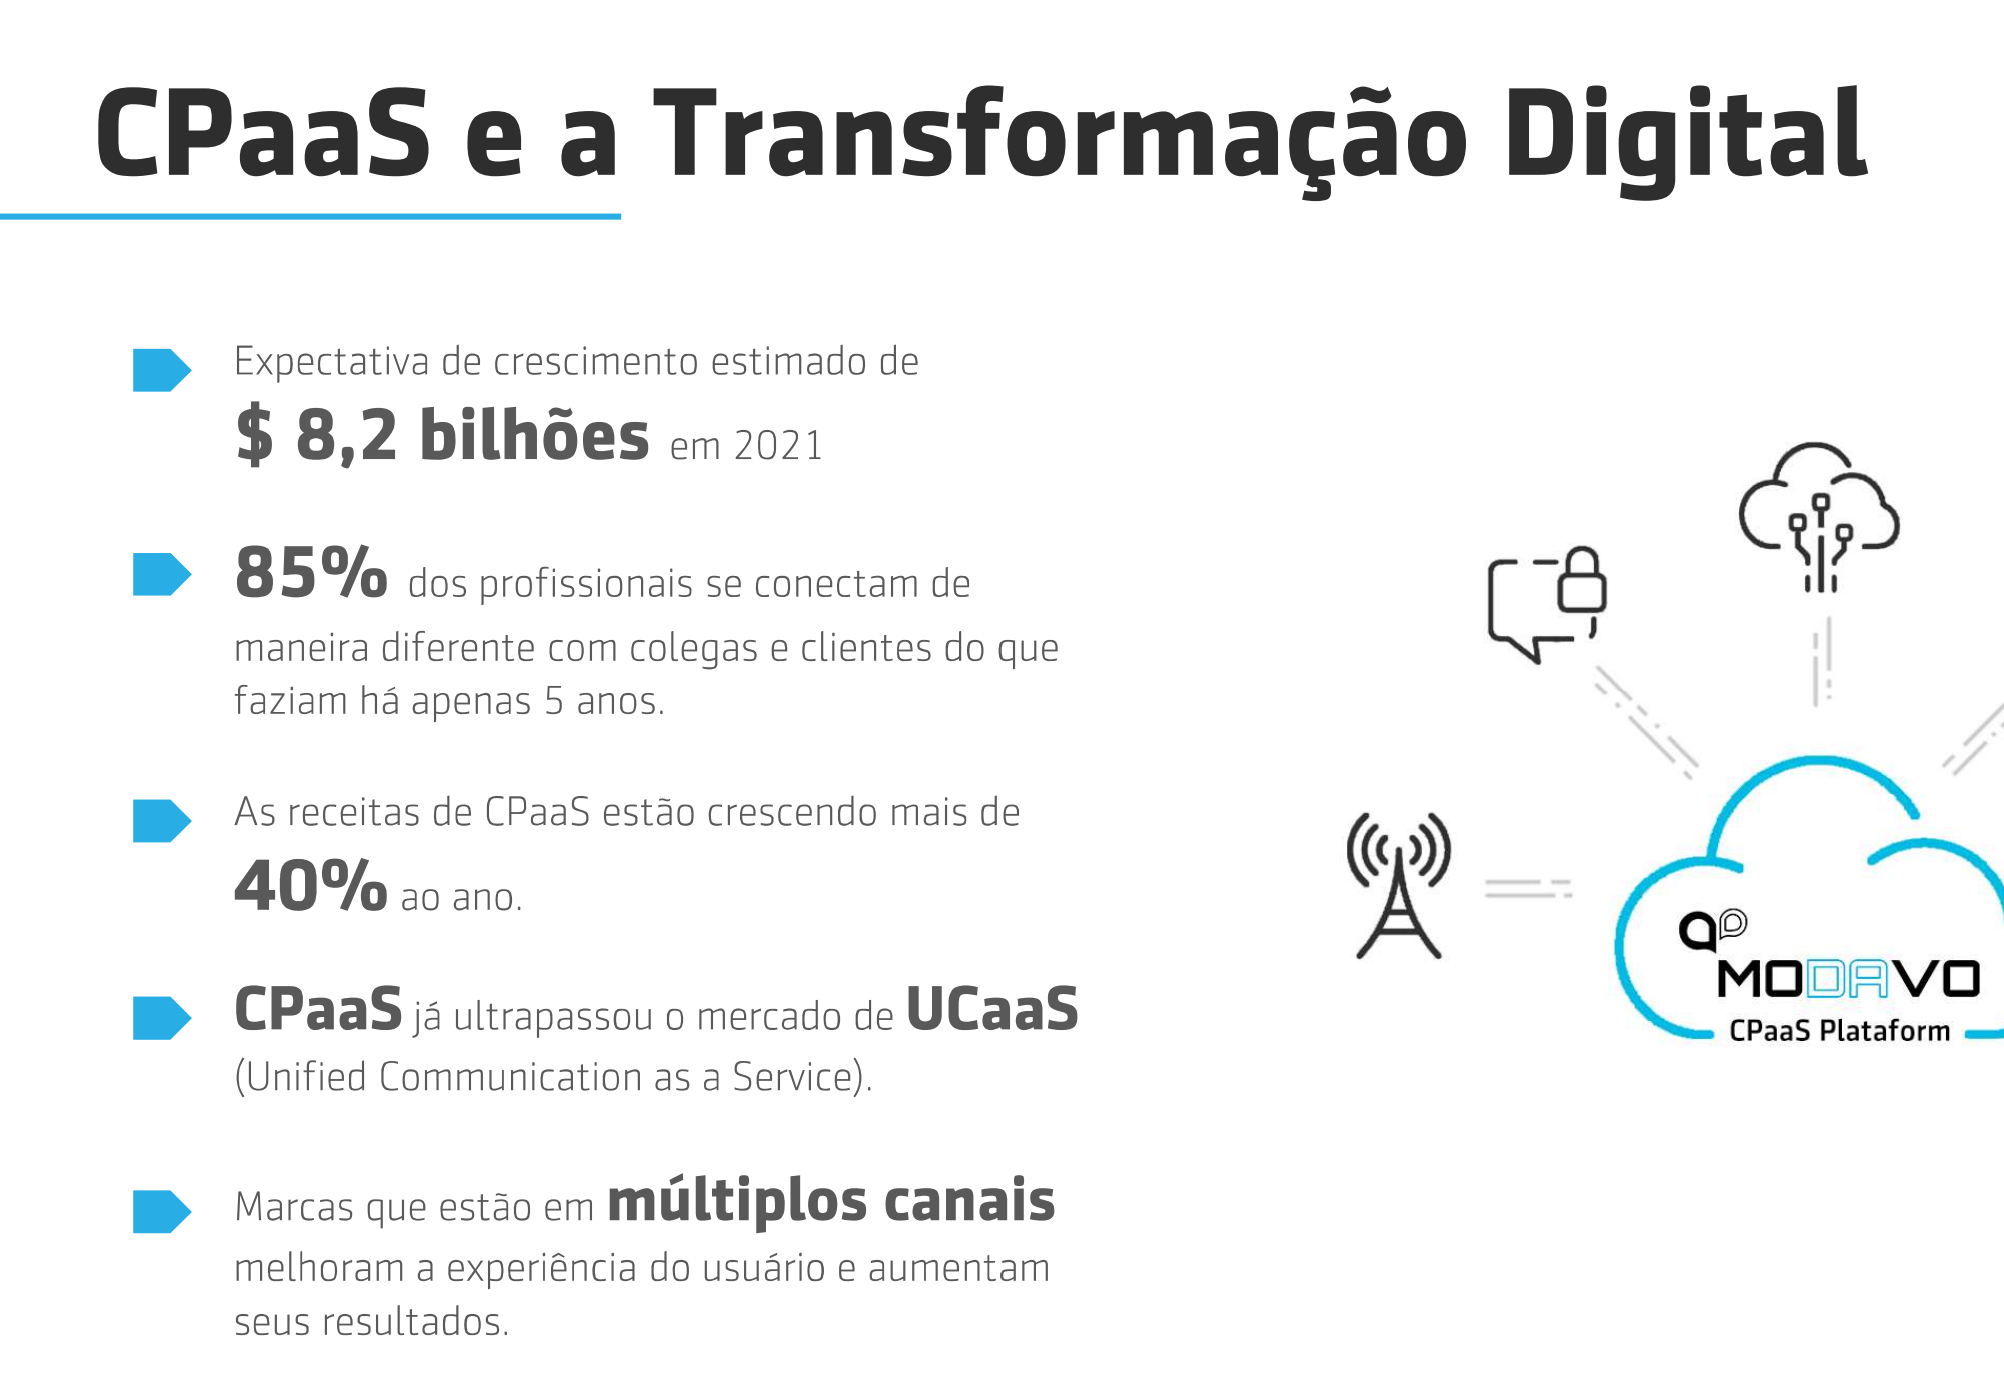 CPaaS e a Transformação Digital
Expectativa de crescimento estimado de
$ 8,2 bilhões em 2021
85% dos profissionais se conectam de
maneira diferente com colegas e clientes do que
faziam há apenas 5 anos.
As receitas de CPaaS estão crescendo mais de
40% ao ano.
CPaaS já ultrapassou o mercado de UCaaS
(Unified Communication as a Service).
Marcas que estão em múltiplos canais
melhoram a experiência do usuário e aumentam
seus resultados.
MODAVO
CPaaS Plataform